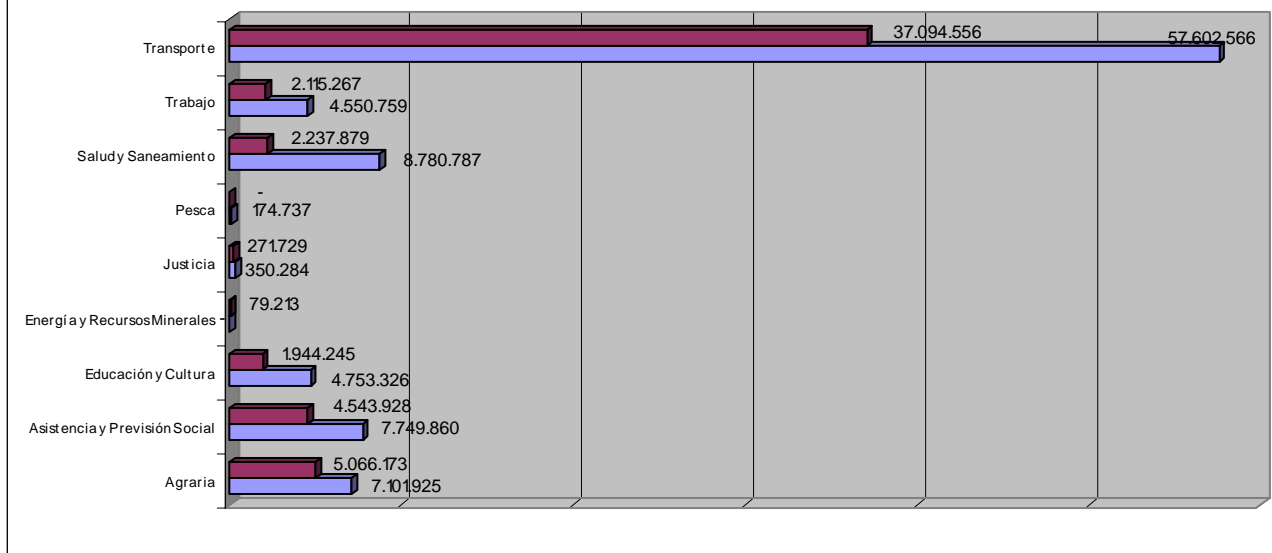 Transporte
37.094.556
57.602.566
Trabajo
2.115.267
4.550.759
Salud y Saneamiento
2.237.879
8.780.787
Pesca
-
174.737
Justicia
271.729
350.284
Energía y Recursos Minerales
79.213
Educación y Cultura
1.944.245
4.753.326
Asistencia y Previsión Social
4.543.928
7.749.860
Agraria
5.066.173
7.101.925